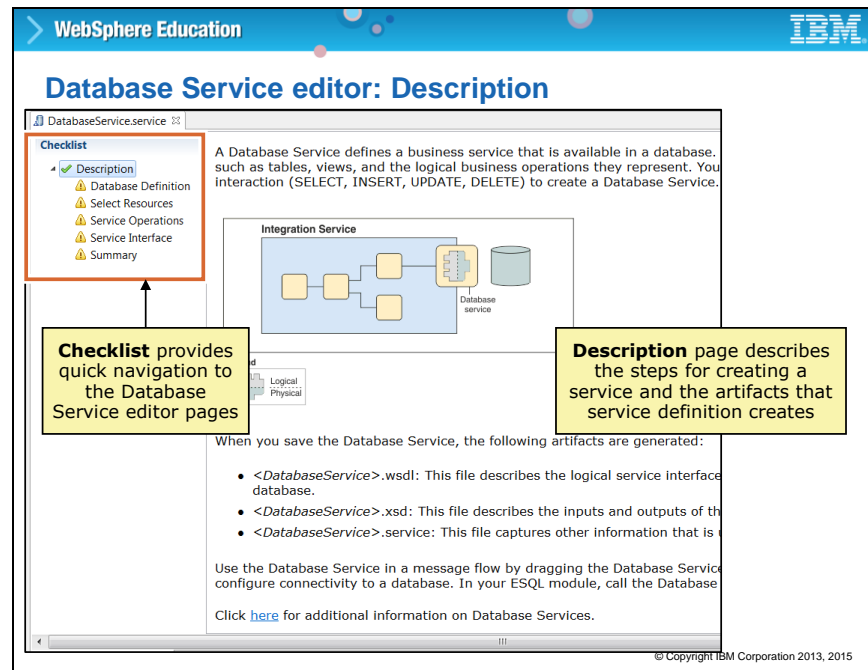 WebSphere Education
IBM
Database Service editor: Description
DatabaseService.service
Checklist
Description
Database Definition
Select Resources
Service Operations
Service Interface
Summary
A Database Service defines a business service that is available in a database.
such as tables, views, and the logical business operations they represent. You
interaction (SELECT, INSERT, UPDATE, DELETE) to create a Database Service.
Integration Service
Database
service
Logical
Physical
Checklist provides
quick navigation to
the Database
Service editor pages
Description page describes
the steps for creating a
service and the artifacts that
service definition creates
When you save the Database Service, the following artifacts are generated:
• <DatabaseService>.wsdl: This file describes the logical service interface
database.
• <DatabaseService>.xsd: This file describes the inputs and outputs of th
• <DatabaseService>.service: This file captures other information that is
Use the Database Service in a message flow by dragging the Database Service
configure connectivity to a database. In your ESQL module, call the Database
Click here for additional information on Database Services.
© Copyright IBM Corporation 2013, 2015